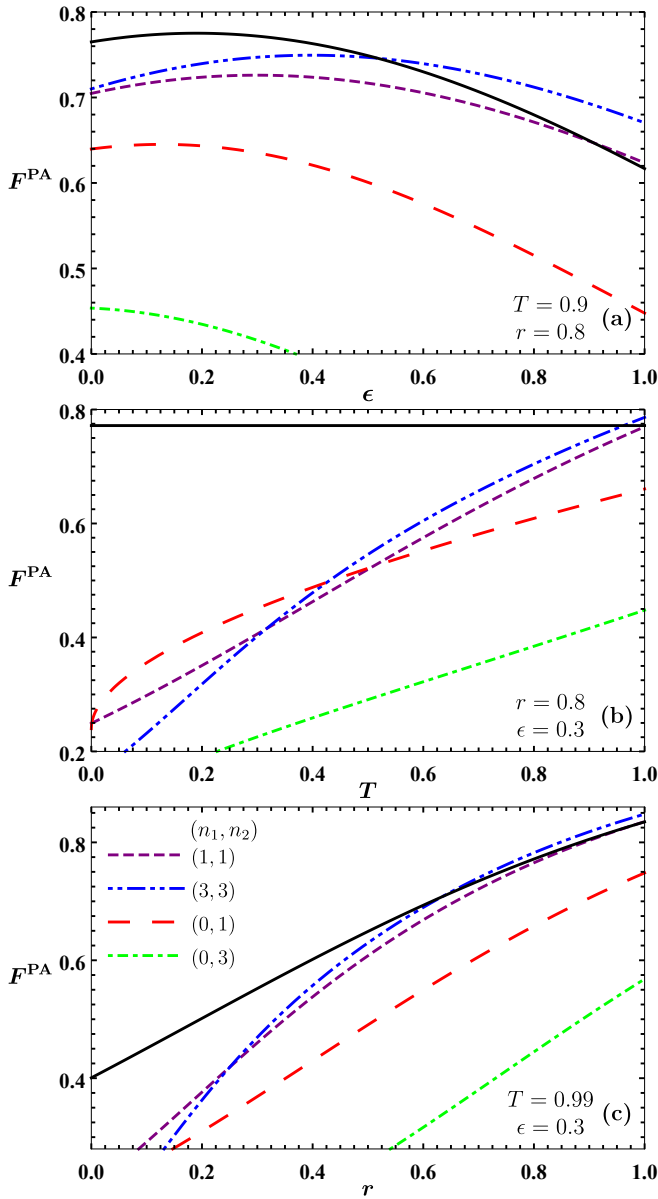 0.8
0.7
0.6
0.5
0.4
F^PA
T = 0.9
r = 0.8
(a)
0.0 0.2 0.4 0.6 0.8 1.0
ϵ
0.8
0.6
0.4
0.2
F^PA
r = 0.8
ϵ = 0.3
(b)
0.0 0.2 0.4 0.6 0.8 1.0
T
0.8
0.6
0.4
F^PA
(n₁, n₂)
(1, 1)
(3, 3)
(0, 1)
(0, 3)
T = 0.99
ϵ = 0.3
(c)
0.0 0.2 0.4 0.6 0.8 1.0
r